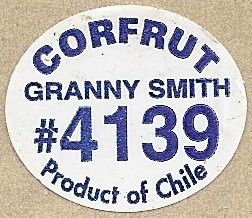 CORFRUT
GRANNY SMITH
#4139
Product of Chile